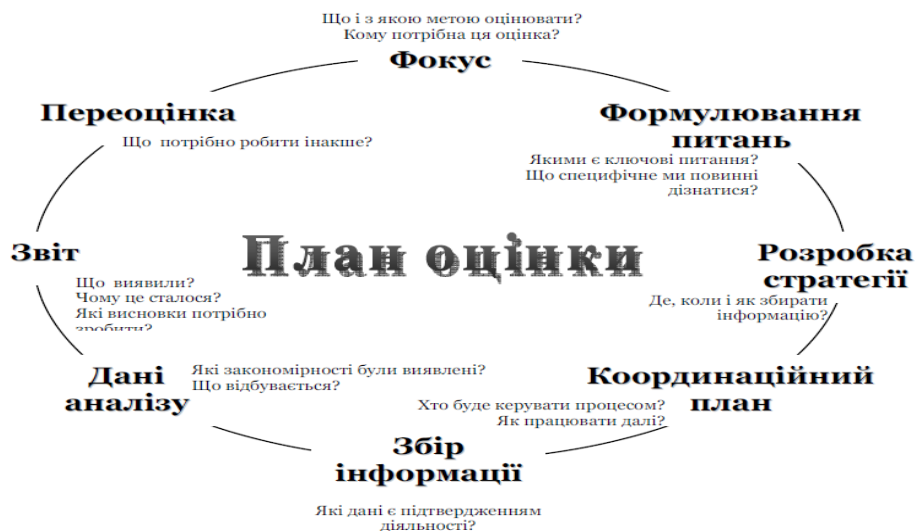 Що і з якою метою оцінювати?
Кому потрібна ця оцінка?
Фокус
Формулювання
питань
Якими є ключові питання?
Що специфічне ми повинні
дізнатися?
Розробка
стратегії
Де, коли і як збирати
інформацію?
Координаційний
план
Хто буде керувати процесом?
Як працювати далі?
Збір
інформації
Які дані є підтвердженням
діяльності?
Дані
аналізу
Які закономірності були виявлені?
Що відбувається?
Звіт
Що виявили?
Чому це сталося?
Які висновки потрібно
зробити?
Переоцінка
Що потрібно робити інакше?
План оцінки